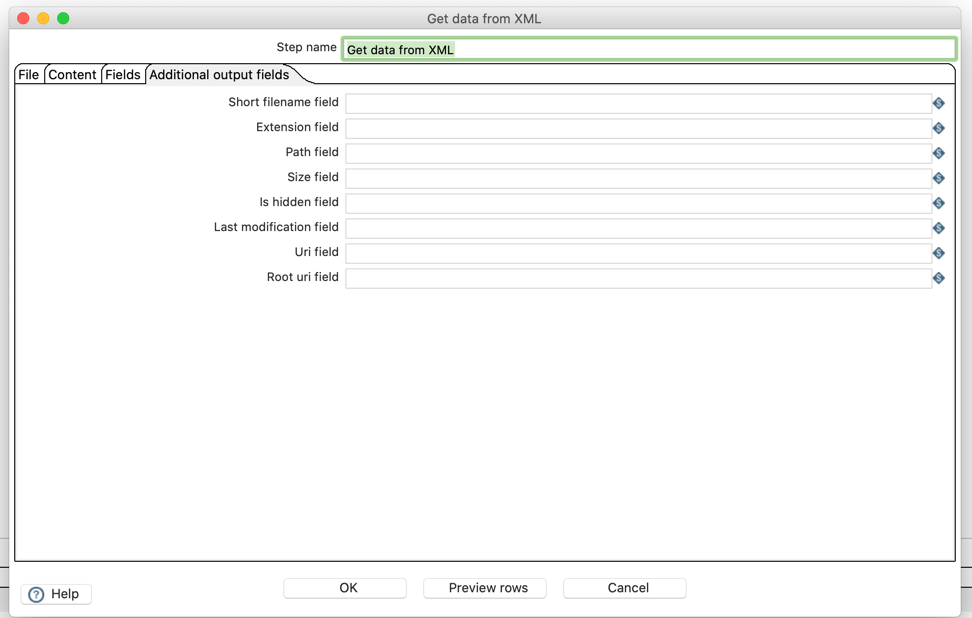 Get data from XML
Step name Get data from XML
File Content Fields Additional output fields
Short filename field
Extension field
Path field
Size field
Is hidden field
Last modification field
Uri field
Root uri field
? Help OK Preview rows Cancel